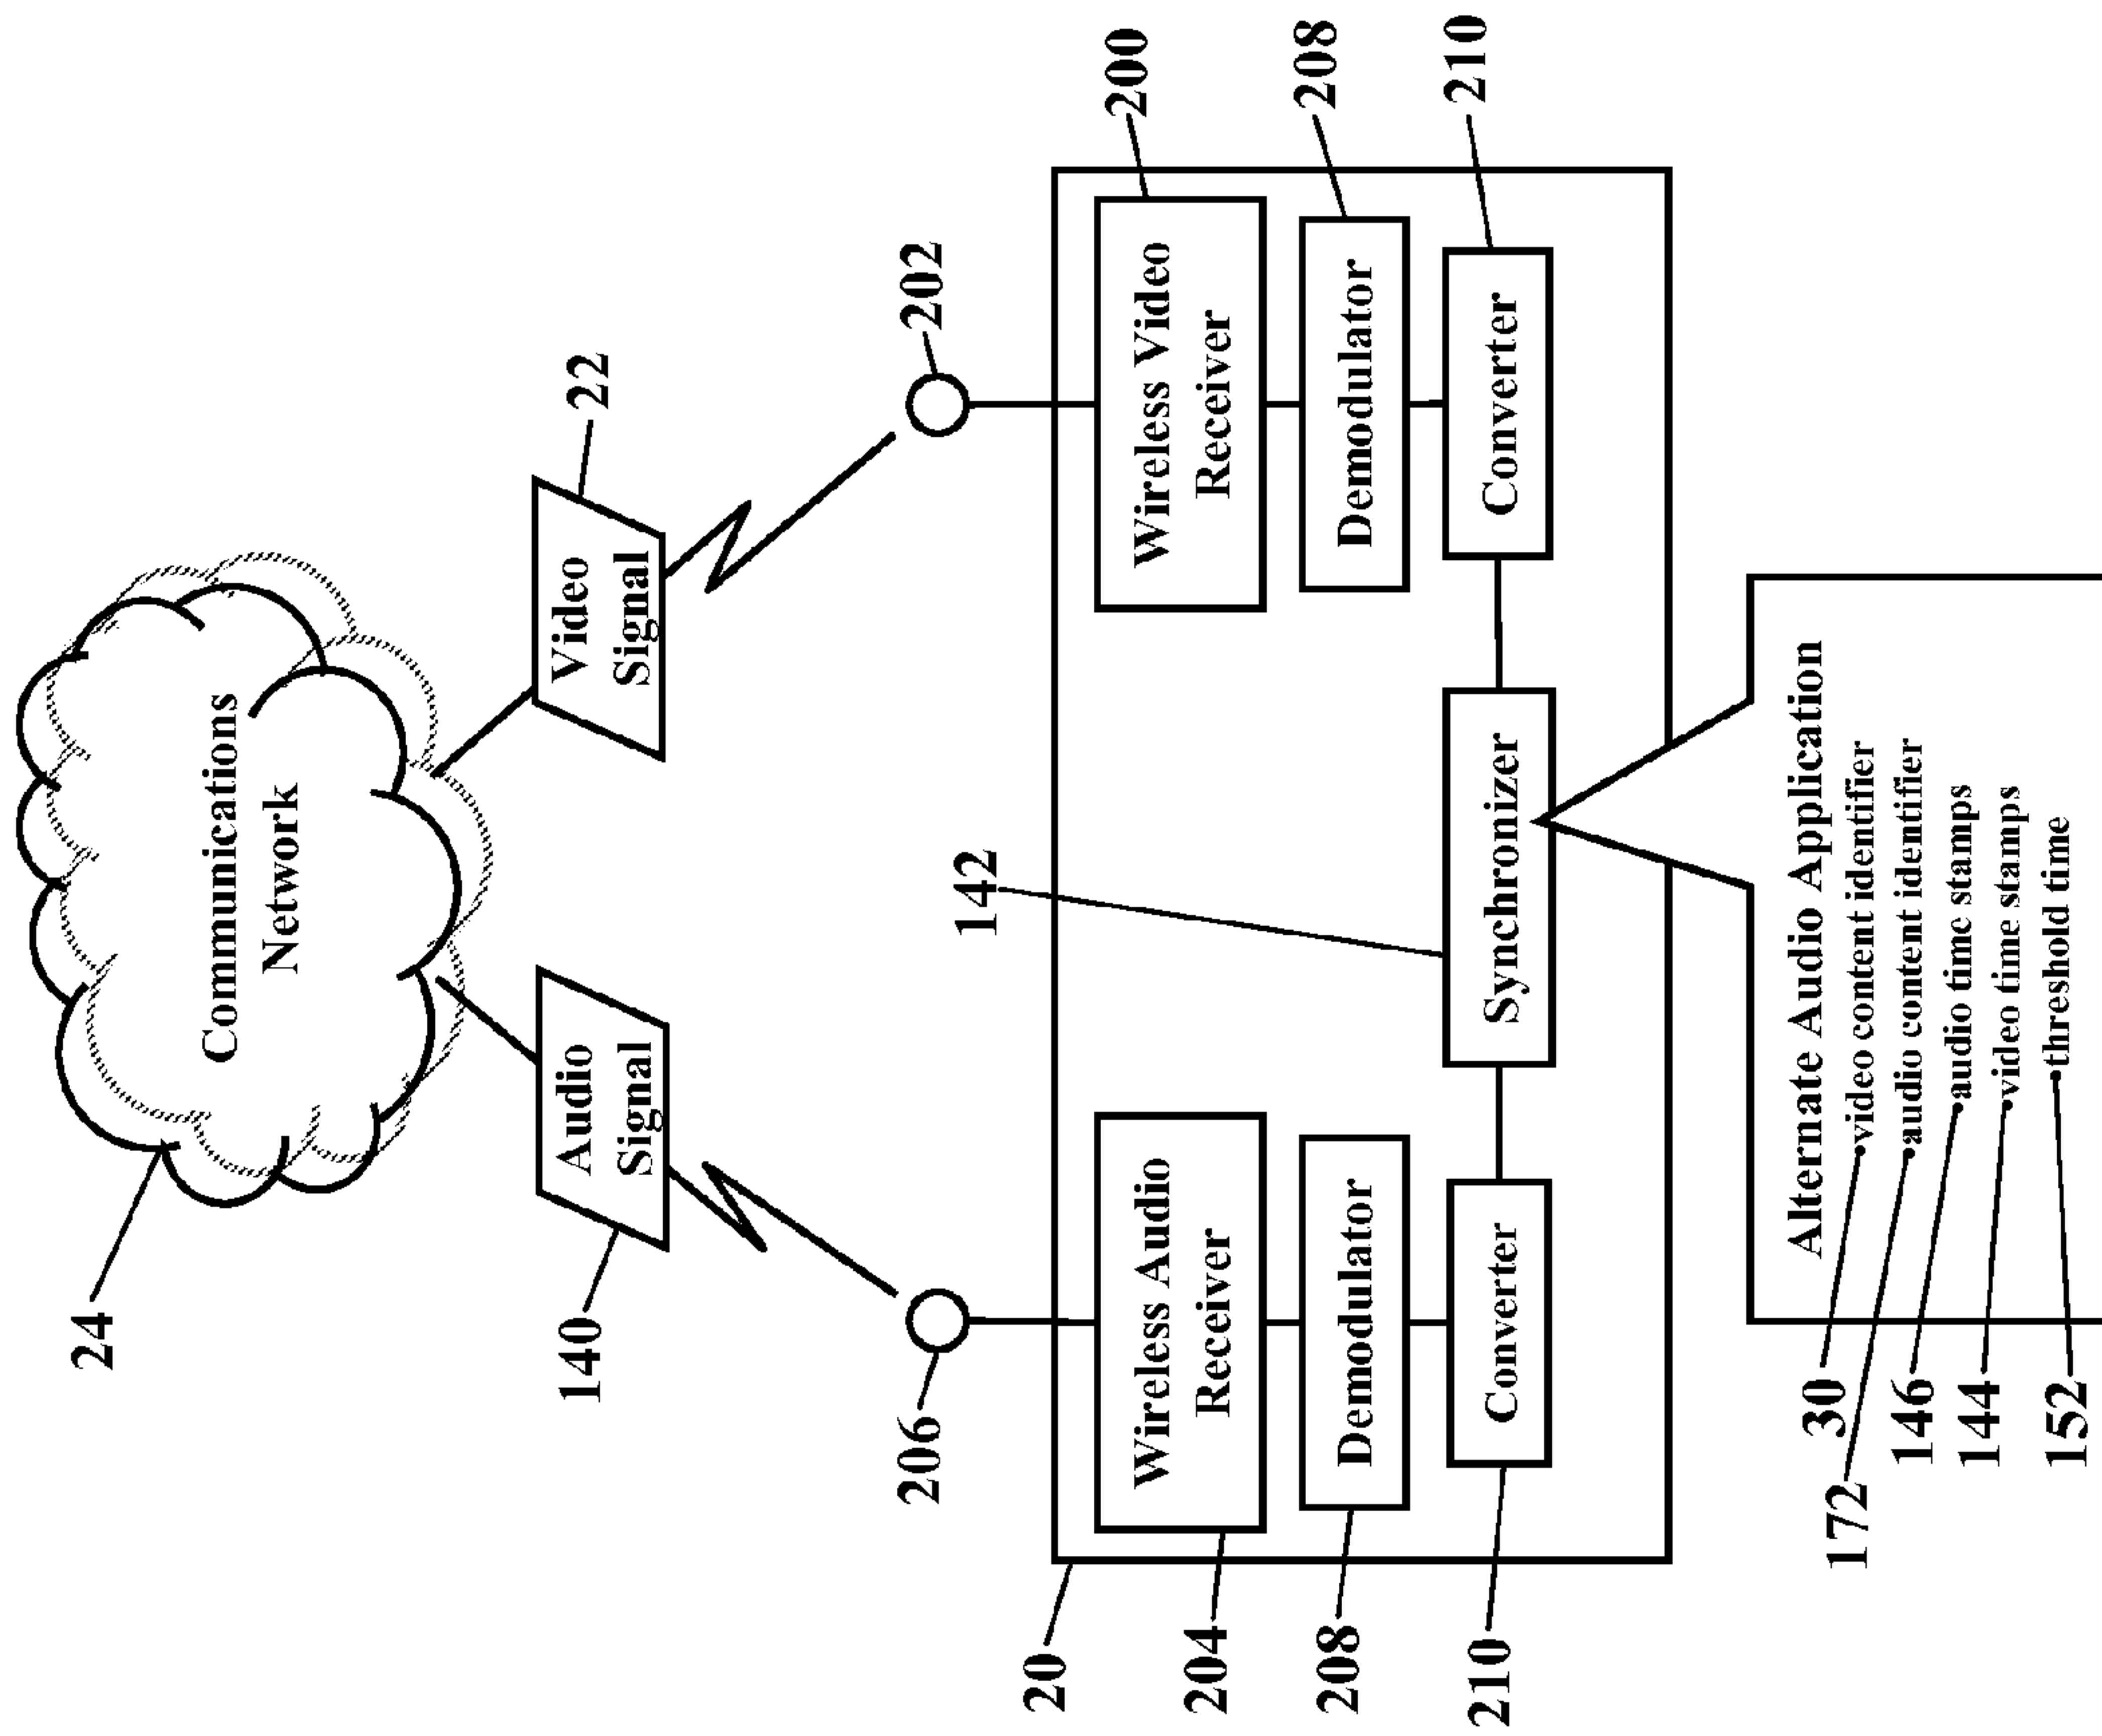 24
Communications
Network
140
Audio
Signal
Video
Signal
22
206
202
142
20
204
Wireless Audio
Receiver
Wireless Video
Receiver
200
208
Demodulator
Demodulator
208
210
Converter
Synchronizer
Converter
210
Alternate Audio Application
30
•video content identifier
172
•audio content identifier
146
•audio time stamps
144
•video time stamps
152
•threshold time